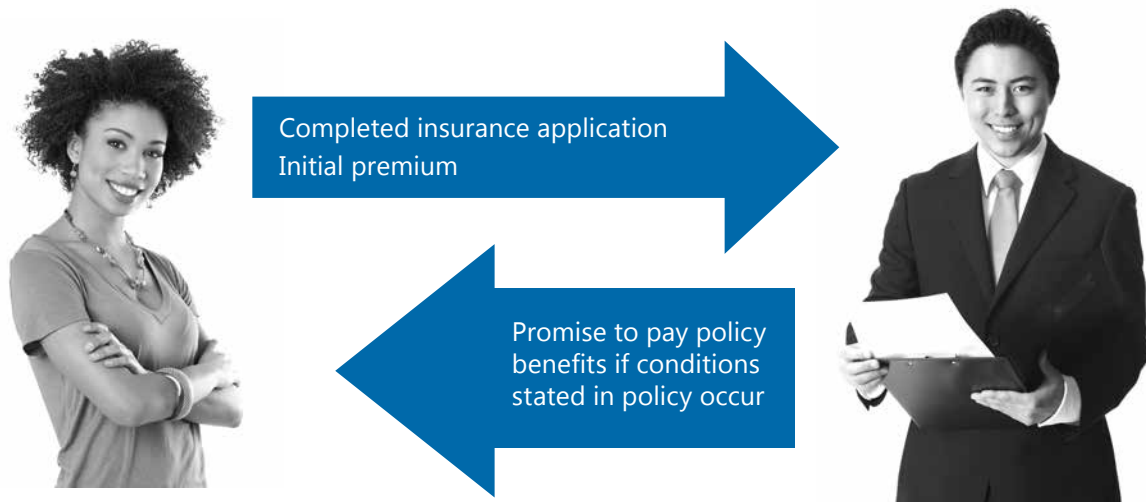 Completed insurance application
Initial premium
Promise to pay policy
benefits if conditions
stated in policy occur